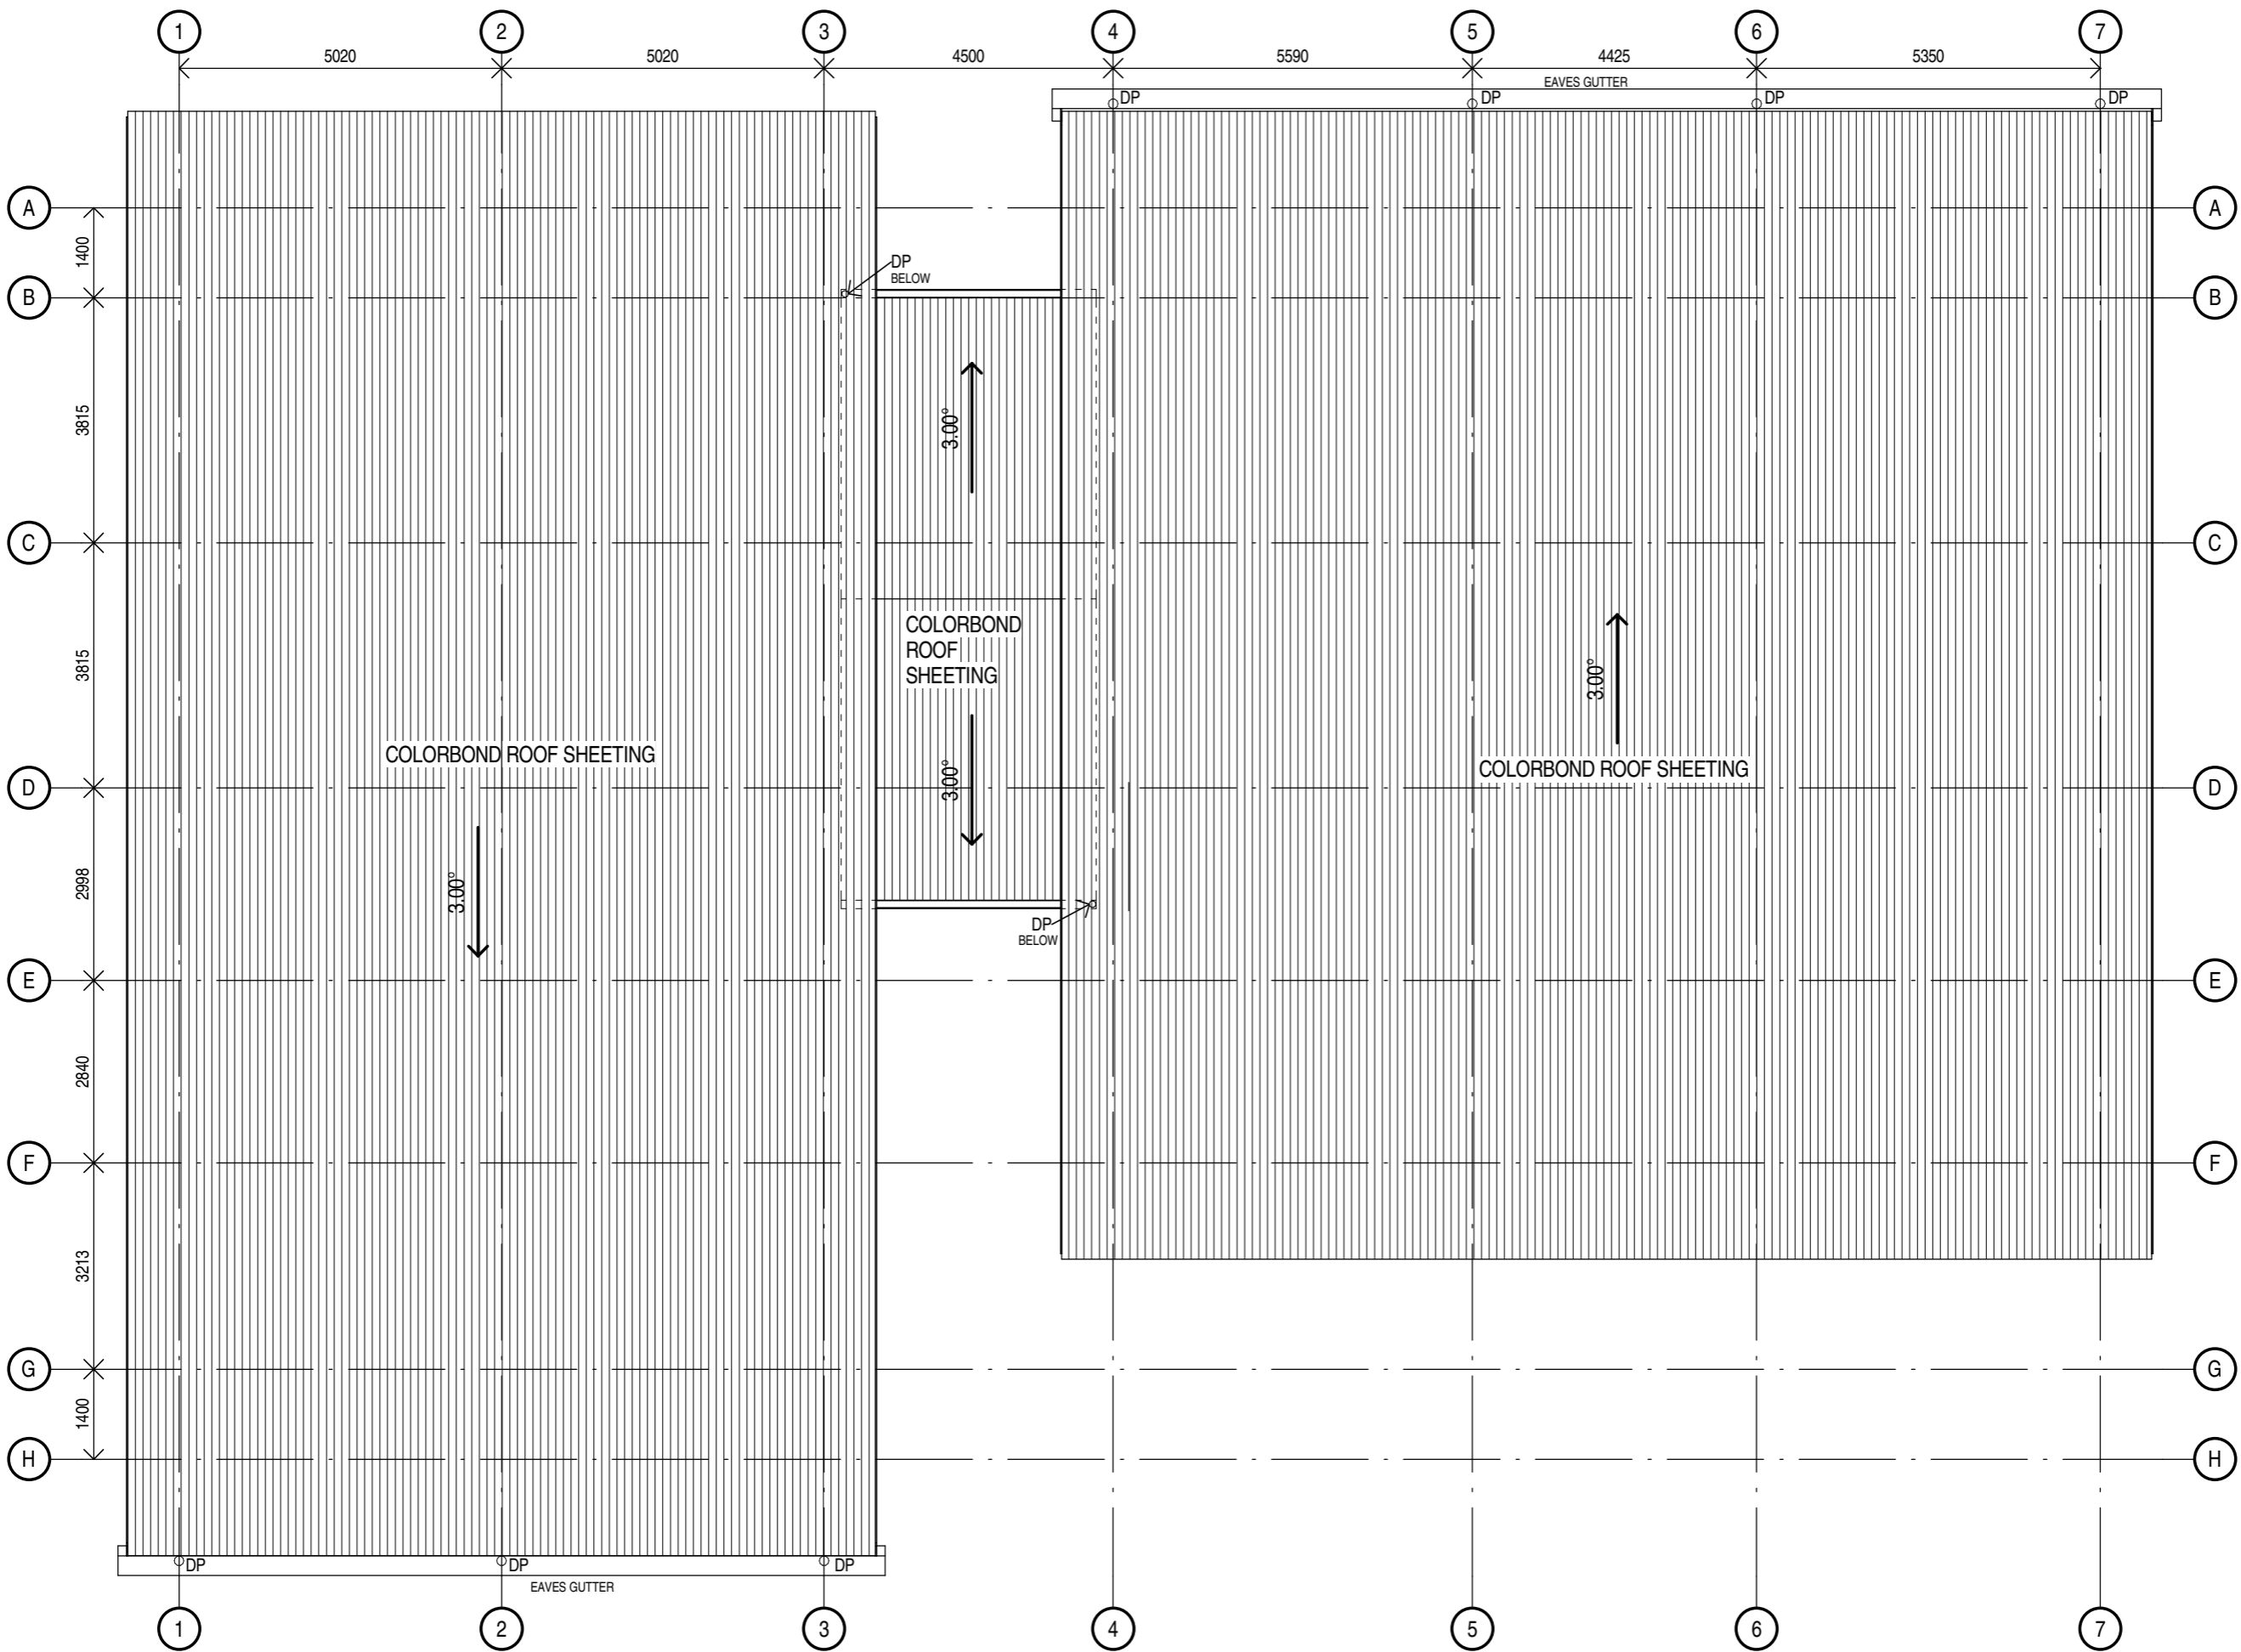 1 2 3 4 5 6 7
5020 5020 4500 5590 4425 5350
EAVES GUTTER
DP DP DP DP
A A
1400
DP
BELOW
B B
3815
3.00°
C C
COLORBOND
ROOF
SHEETING
3815
3.00°
COLORBOND ROOF SHEETING
COLORBOND ROOF SHEETING
3.00°
D D
2998
3.00°
DP
BELOW
E E
2840
F F
3213
G G
1400
H H
DP DP DP
EAVES GUTTER
1 2 3 4 5 6 7